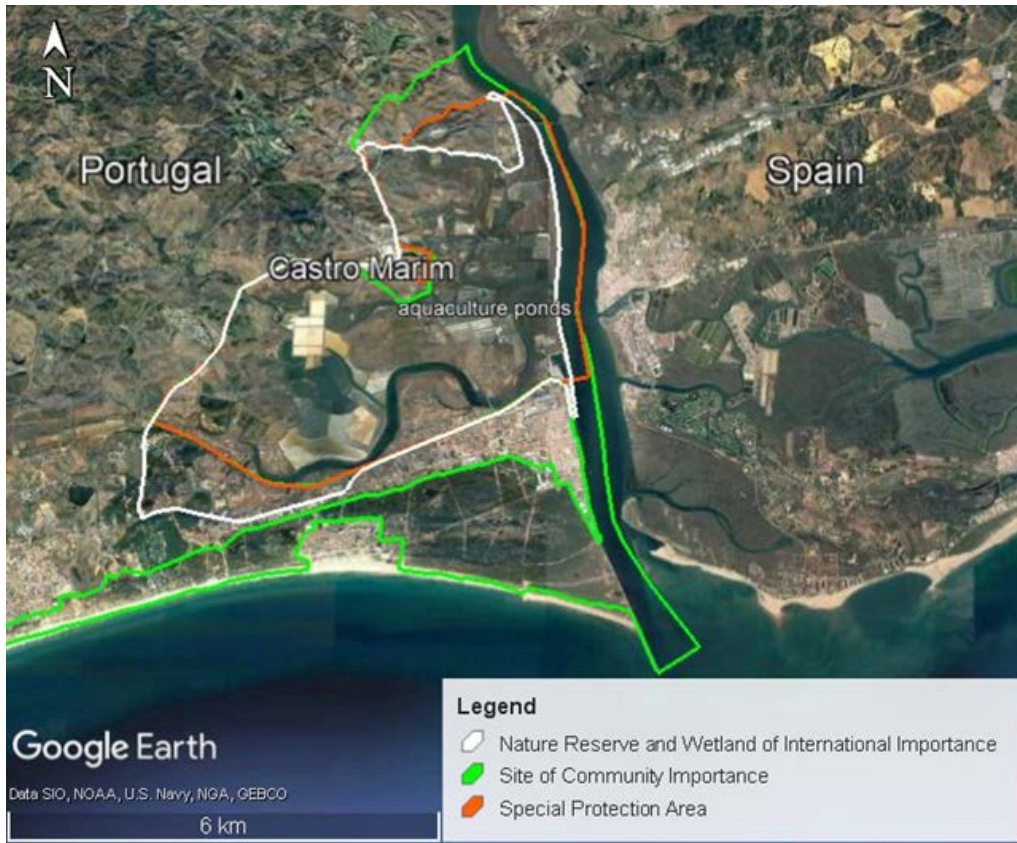 N
Portugal
Spain
Castro Marim
aquaculture ponds
Legend
Nature Reserve and Wetland of International Importance
Site of Community Importance
Special Protection Area
Google Earth
Data SIO, NOAA, U.S. Navy, NGA, GEBCO
6 km